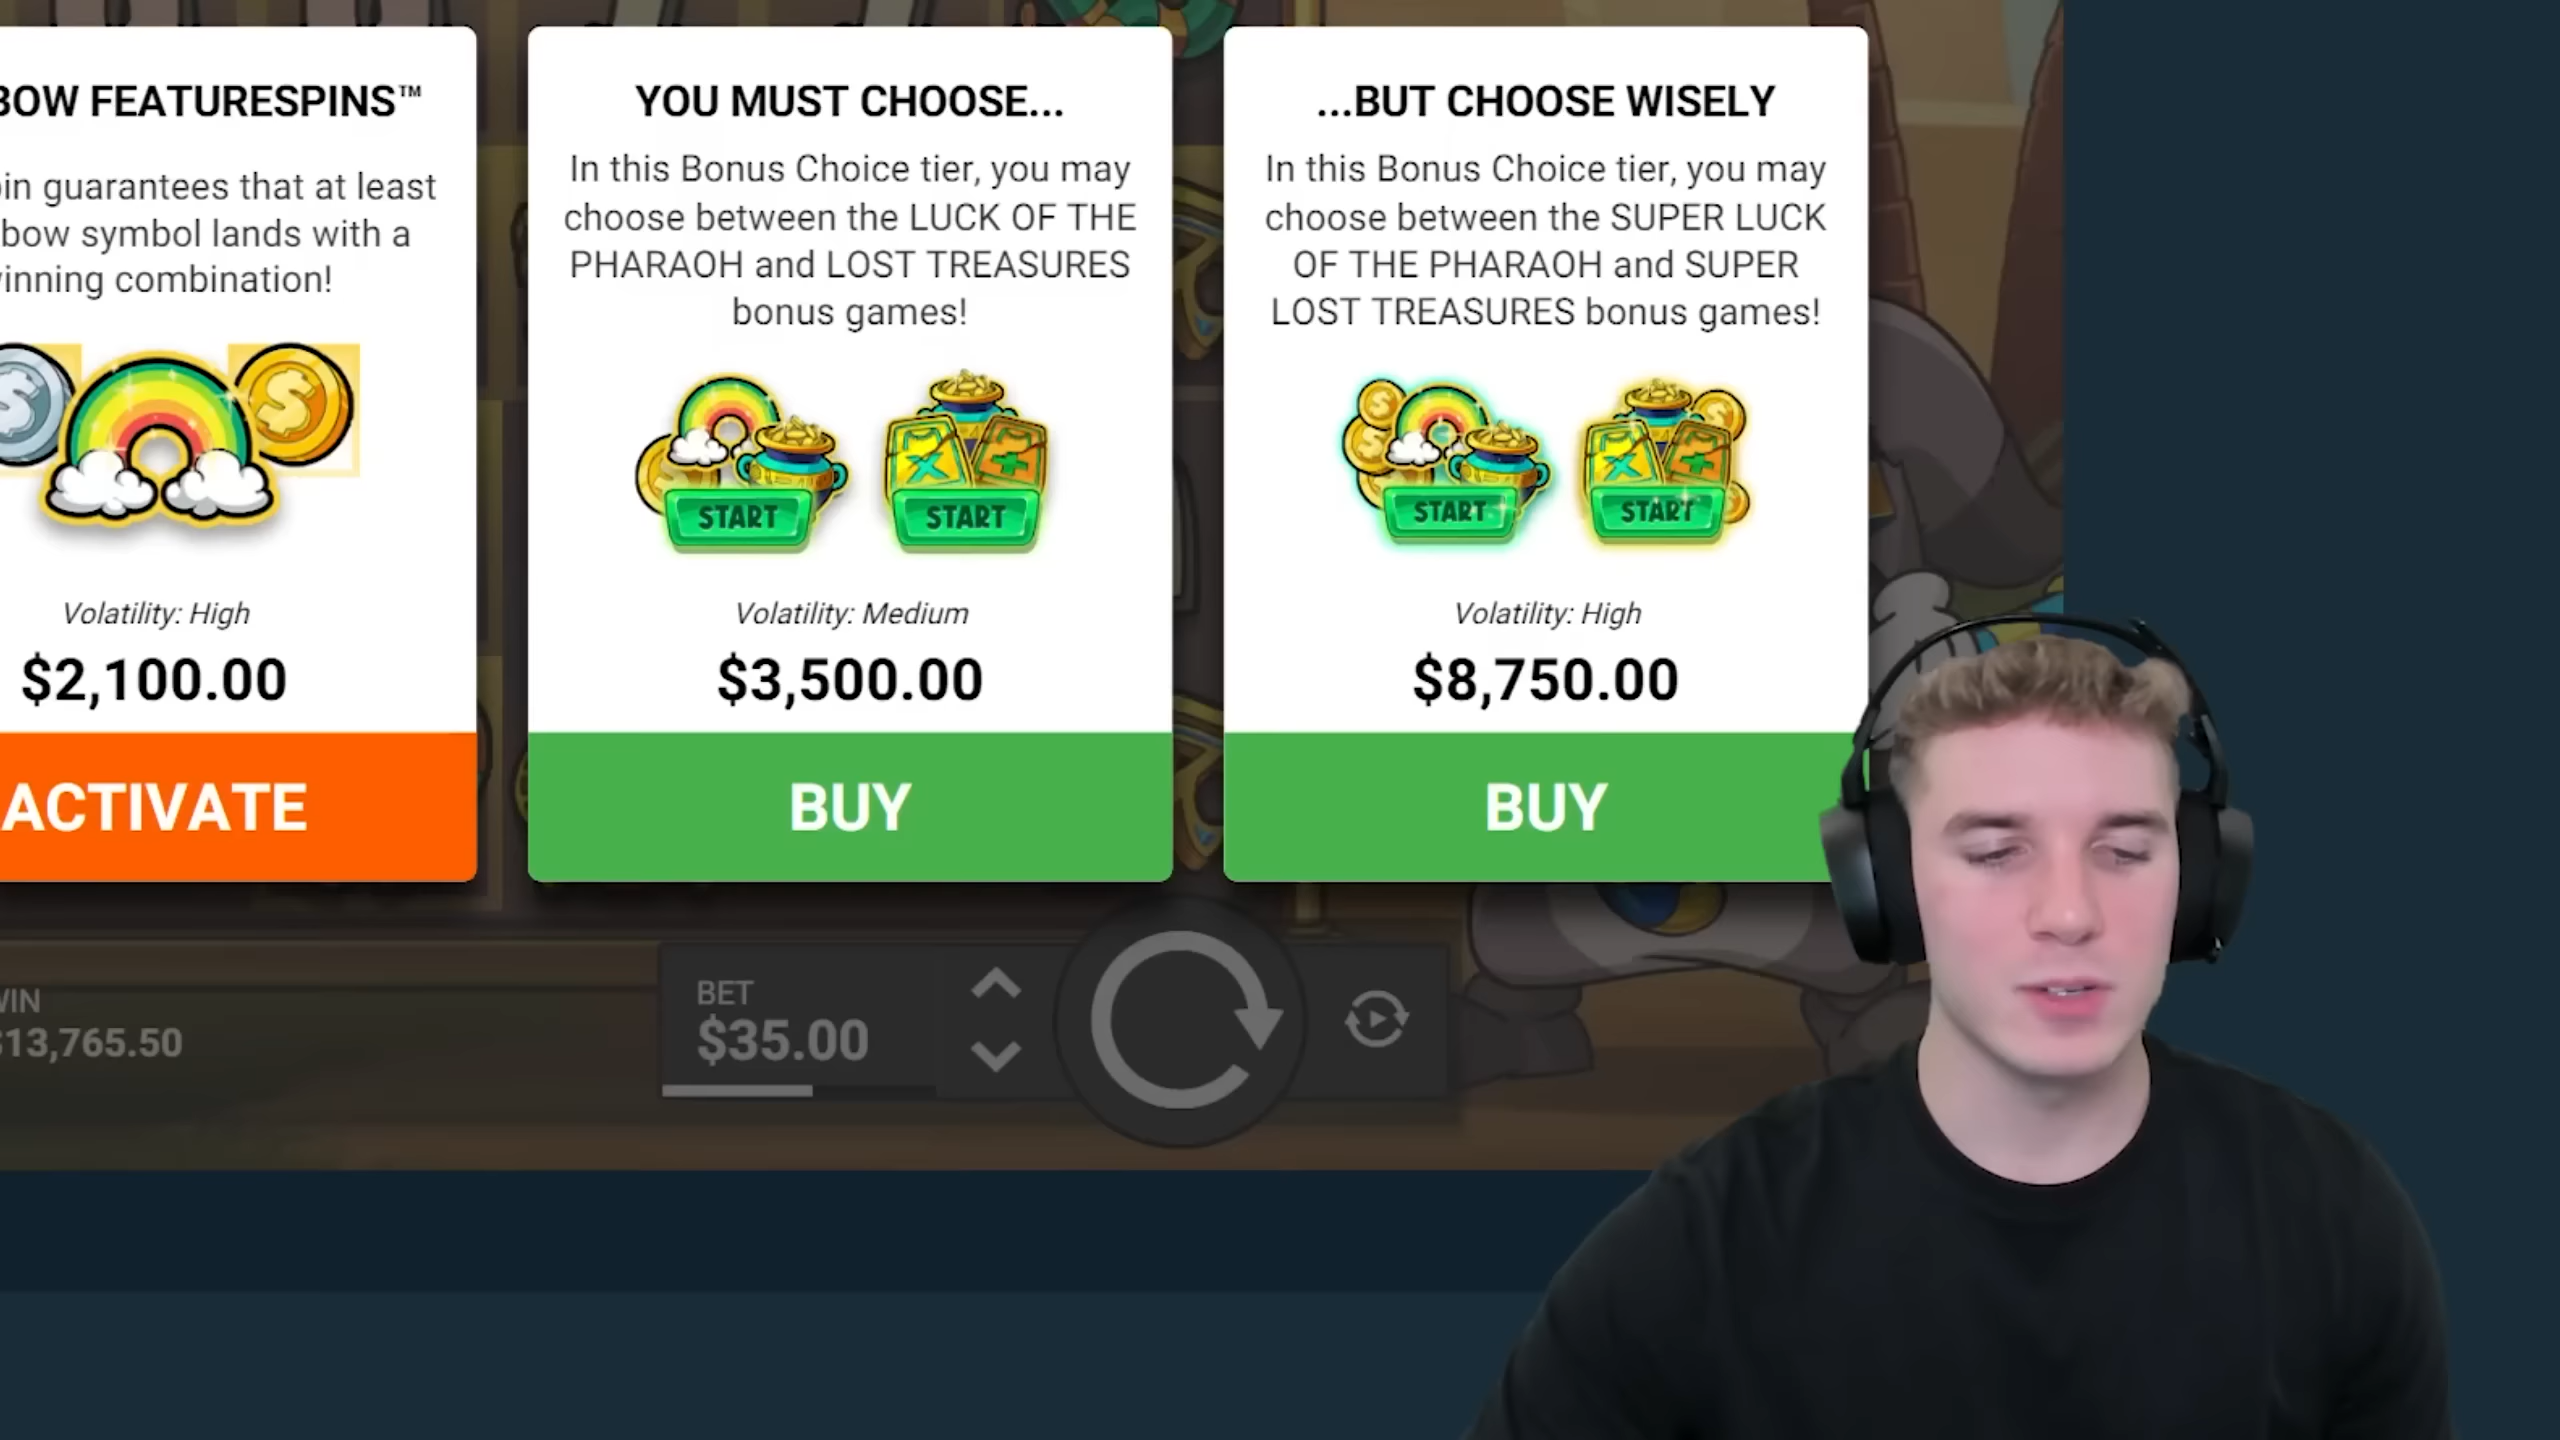 BOW FEATURESPINS™
in guarantees that at least
bow symbol lands with a
inning combination!
Volatility: High
$2,100.00
ACTIVATE
YOU MUST CHOOSE...
In this Bonus Choice tier, you may
choose between the LUCK OF THE
PHARAOH and LOST TREASURES
bonus games!
START START
Volatility: Medium
$3,500.00
BUY
...BUT CHOOSE WISELY
In this Bonus Choice tier, you may
choose between the SUPER LUCK
OF THE PHARAOH and SUPER
LOST TREASURES bonus games!
START START
Volatility: High
$8,750.00
BUY
WIN
$13,765.50
BET
$35.00